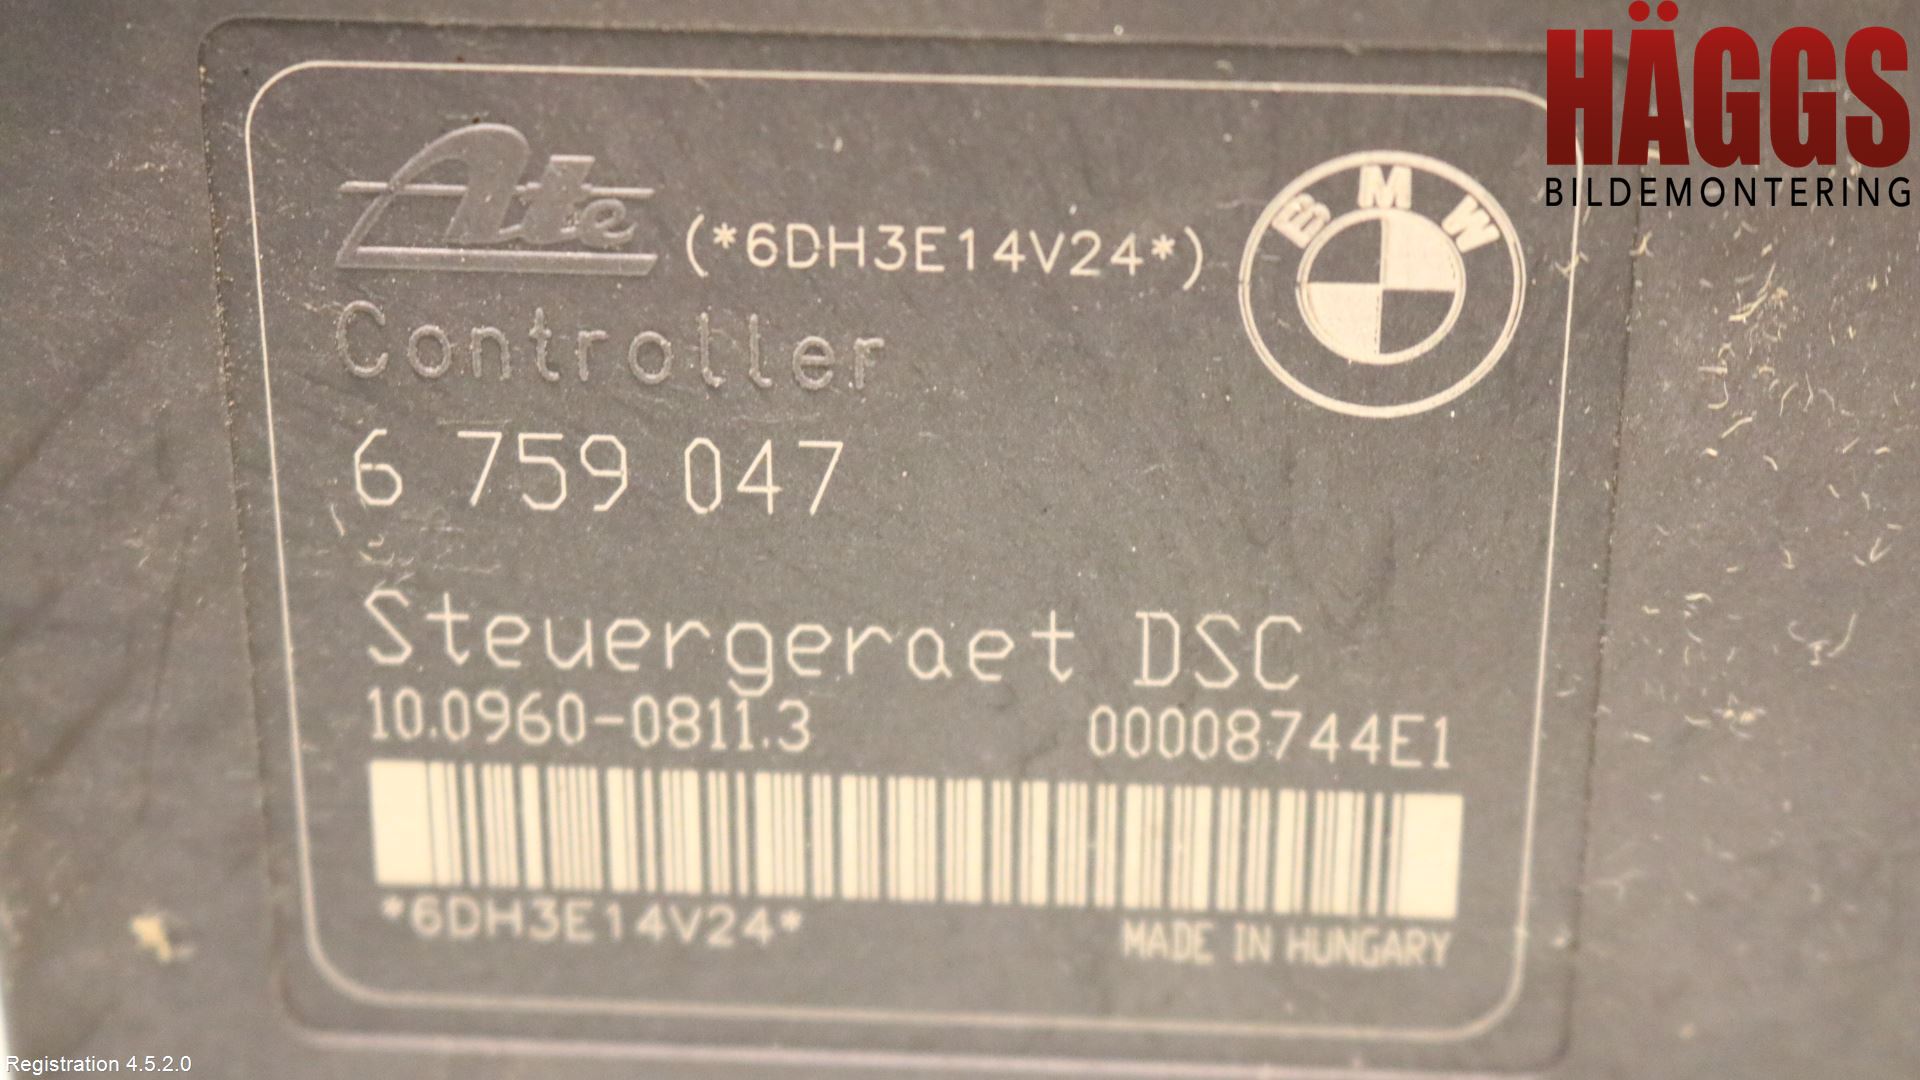 HÄGGS
BILDEMONTERING
Ate (*6DH3E14V24*)
BMW
Controller
6 759 047
Steuergeraet DSC
10.0960-0811.3 00008744E1
*6DH3E14V24* MADE IN HUNGARY
Registration 4.5.2.0